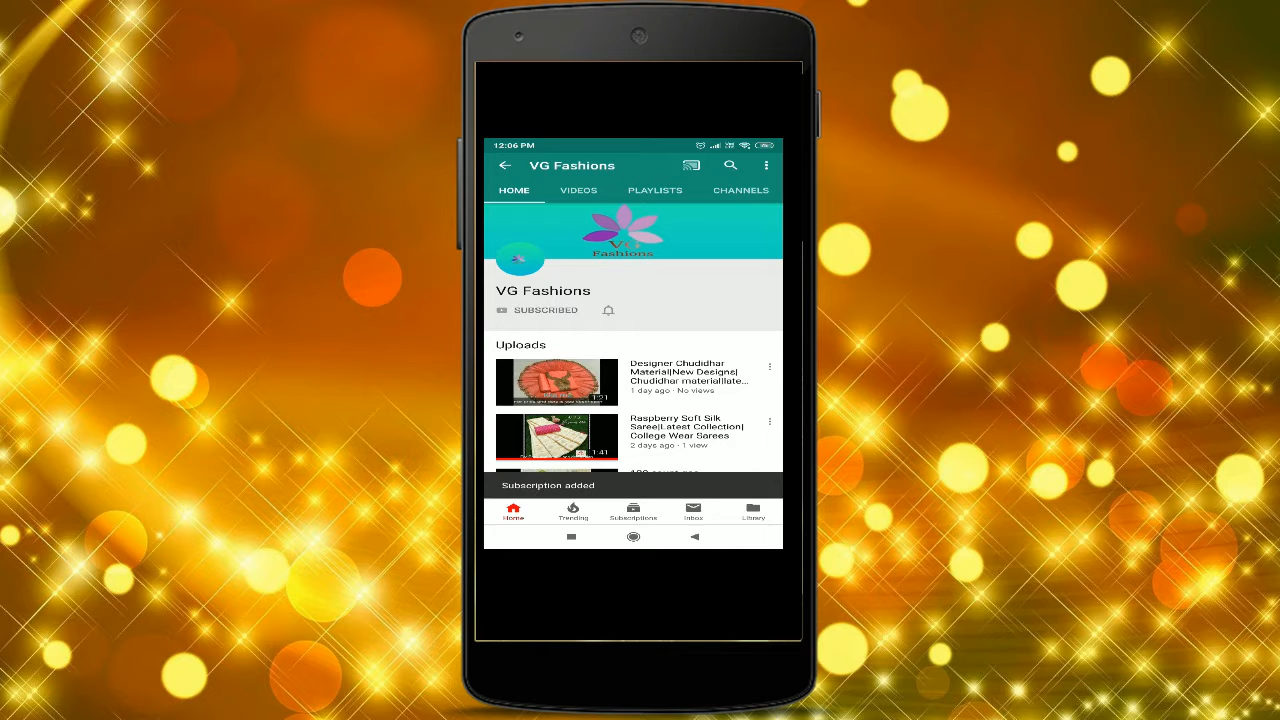 12:06 PM
VG Fashions
HOME VIDEOS PLAYLISTS CHANNELS
VG
Fashions
VG Fashions
SUBSCRIBED
Uploads
Designer Chudidhar
Material|New Designs|
Chudidhar material|late...
1 day ago · No views
1:21
Raspberry Soft Silk
Saree|Latest Collection|
College Wear Sarees
2 days ago · 1 view
1:41
Subscription added
Home Trending Subscriptions Inbox Library